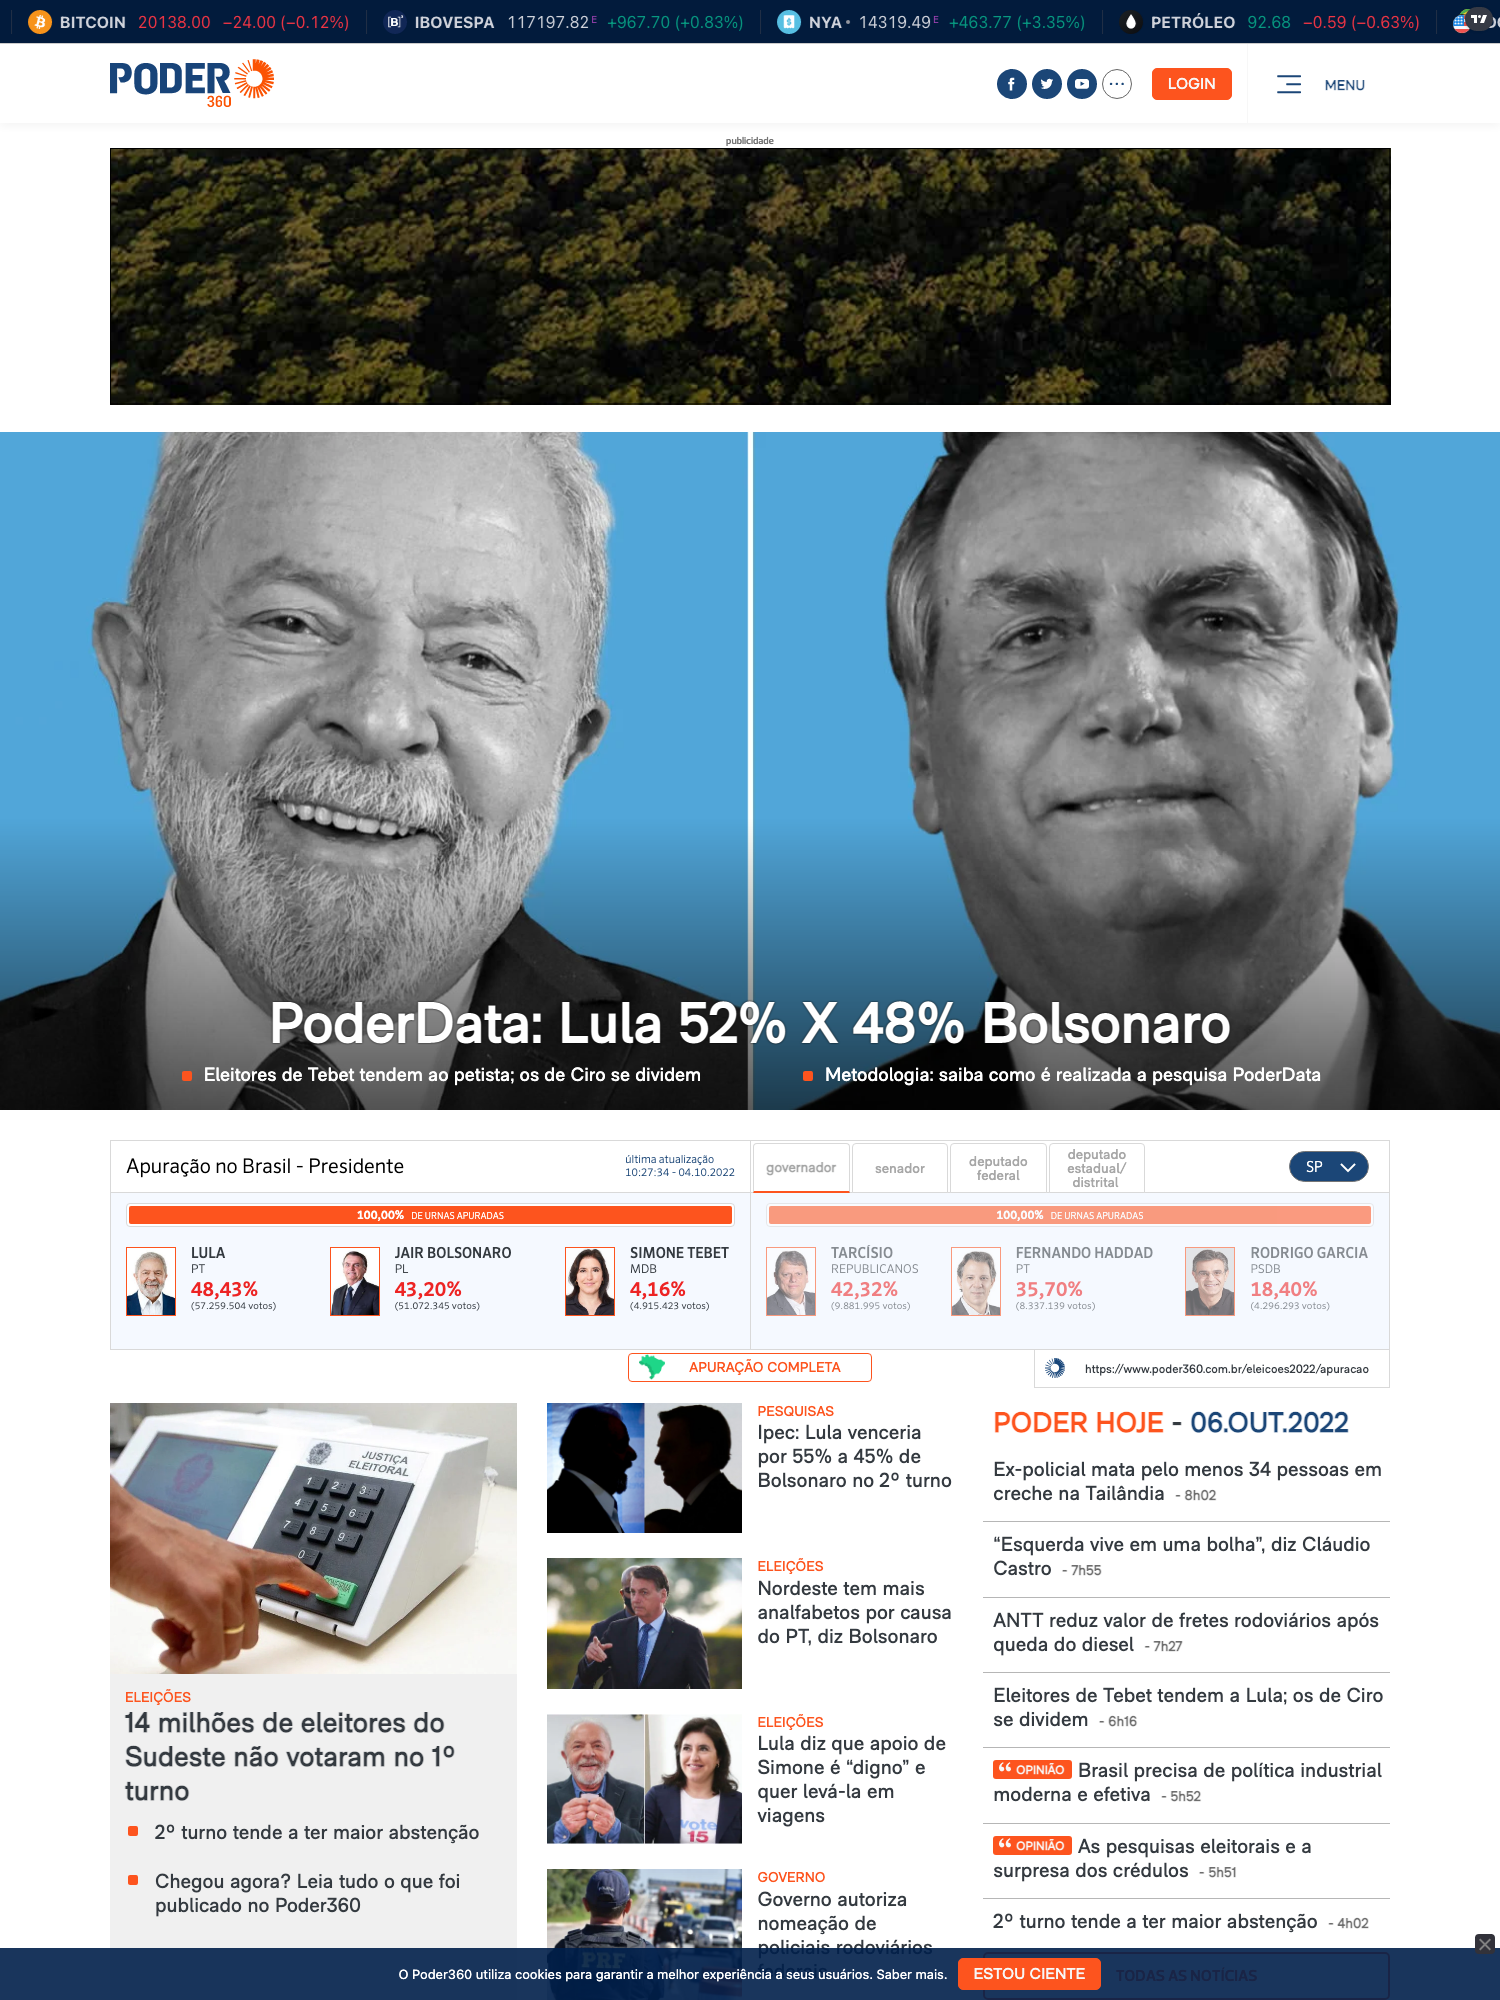 BITCOIN 20138.00 −24.00 (−0.12%) IBOVESPA 117197.82 E +967.70 (+0.83%) NYA 14319.49 E +463.77 (+3.35%) PETRÓLEO 92.68 −0.59 (−0.63%)
PODER
360
LOGIN
MENU
publicidade
PoderData: Lula 52% X 48% Bolsonaro
Eleitores de Tebet tendem ao petista; os de Ciro se dividem
Metodologia: saiba como é realizada a pesquisa PoderData
Apuração no Brasil - Presidente
última atualização
10:27:34 - 04.10.2022
100,00% DE URNAS APURADAS
LULA
PT
48,43%
(57.259.504 votos)
JAIR BOLSONARO
PL
43,20%
(51.072.345 votos)
SIMONE TEBET
MDB
4,16%
(4.915.423 votos)
governador
senador
deputado
federal
deputado
estadual/
distrital
SP
100,00% DE URNAS APURADAS
TARCÍSIO
REPUBLICANOS
42,32%
(9.881.995 votos)
FERNANDO HADDAD
PT
35,70%
(8.337.139 votos)
RODRIGO GARCIA
PSDB
18,40%
(4.296.293 votos)
APURAÇÃO COMPLETA
https://www.poder360.com.br/eleicoes2022/apuracao
JUSTIÇA
ELEITORAL
1 2 3
4 5 6
7 8 9
0
ELEIÇÕES
14 milhões de eleitores do
Sudeste não votaram no 1º
turno
2º turno tende a ter maior abstenção
Chegou agora? Leia tudo o que foi
publicado no Poder360
PESQUISAS
Ipec: Lula venceria
por 55% a 45% de
Bolsonaro no 2º turno
ELEIÇÕES
Nordeste tem mais
analfabetos por causa
do PT, diz Bolsonaro
vote
15
ELEIÇÕES
Lula diz que apoio de
Simone é “digno” e
quer levá-la em
viagens
PRF
GOVERNO
Governo autoriza
nomeação de
policiais rodoviários
PODER HOJE - 06.OUT.2022
Ex-policial mata pelo menos 34 pessoas em
creche na Tailândia - 8h02
“Esquerda vive em uma bolha”, diz Cláudio
Castro - 7h55
ANTT reduz valor de fretes rodoviários após
queda do diesel - 7h27
Eleitores de Tebet tendem a Lula; os de Ciro
se dividem - 6h16
OPINIÃO Brasil precisa de política industrial
moderna e efetiva - 5h52
OPINIÃO As pesquisas eleitorais e a
surpresa dos crédulos - 5h51
2º turno tende a ter maior abstenção - 4h02
TODAS AS NOTÍCIAS
O Poder360 utiliza cookies para garantir a melhor experiência a seus usuários. Saber mais.
ESTOU CIENTE